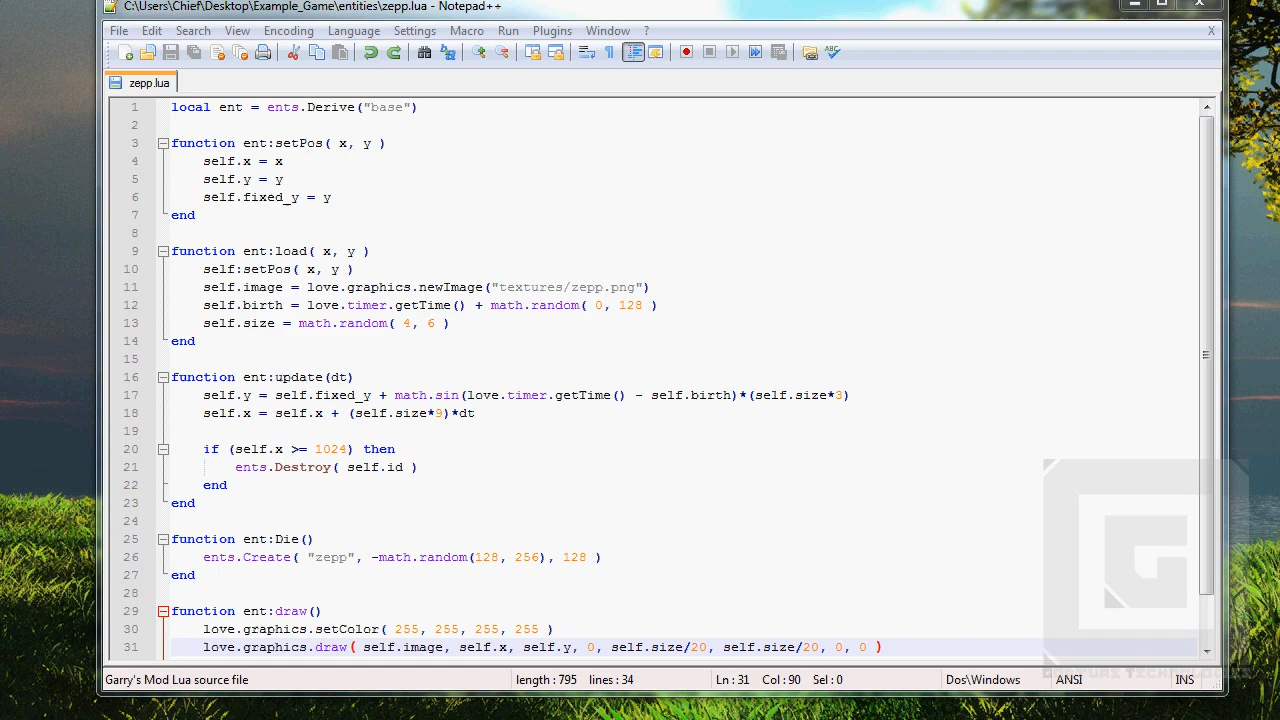 C:\Users\Chief\Desktop\Example_Game\entities\zepp.lua - Notepad++
File Edit Search View Encoding Language Settings Macro Run Plugins Window ? X
zepp.lua
1 local ent = ents.Derive("base")
2
3 function ent:setPos( x, y )
4 self.x = x
5 self.y = y
6 self.fixed_y = y
7 end
8
9 function ent:load( x, y )
10 self:setPos( x, y )
11 self.image = love.graphics.newImage("textures/zepp.png")
12 self.birth = love.timer.getTime() + math.random( 0, 128 )
13 self.size = math.random( 4, 6 )
14 end
15
16 function ent:update(dt)
17 self.y = self.fixed_y + math.sin(love.timer.getTime() - self.birth)*(self.size*3)
18 self.x = self.x + (self.size*9)*dt
19
20 if (self.x >= 1024) then
21 ents.Destroy( self.id )
22 end
23 end
24
25 function ent:Die()
26 ents.Create( "zepp", -math.random(128, 256), 128 )
27 end
28
29 function ent:draw()
30 love.graphics.setColor( 255, 255, 255, 255 )
31 love.graphics.draw( self.image, self.x, self.y, 0, self.size/20, self.size/20, 0, 0 )
Garry's Mod Lua source file length : 795 lines : 34 Ln : 31 Col : 90 Sel : 0 Dos\Windows ANSI INS